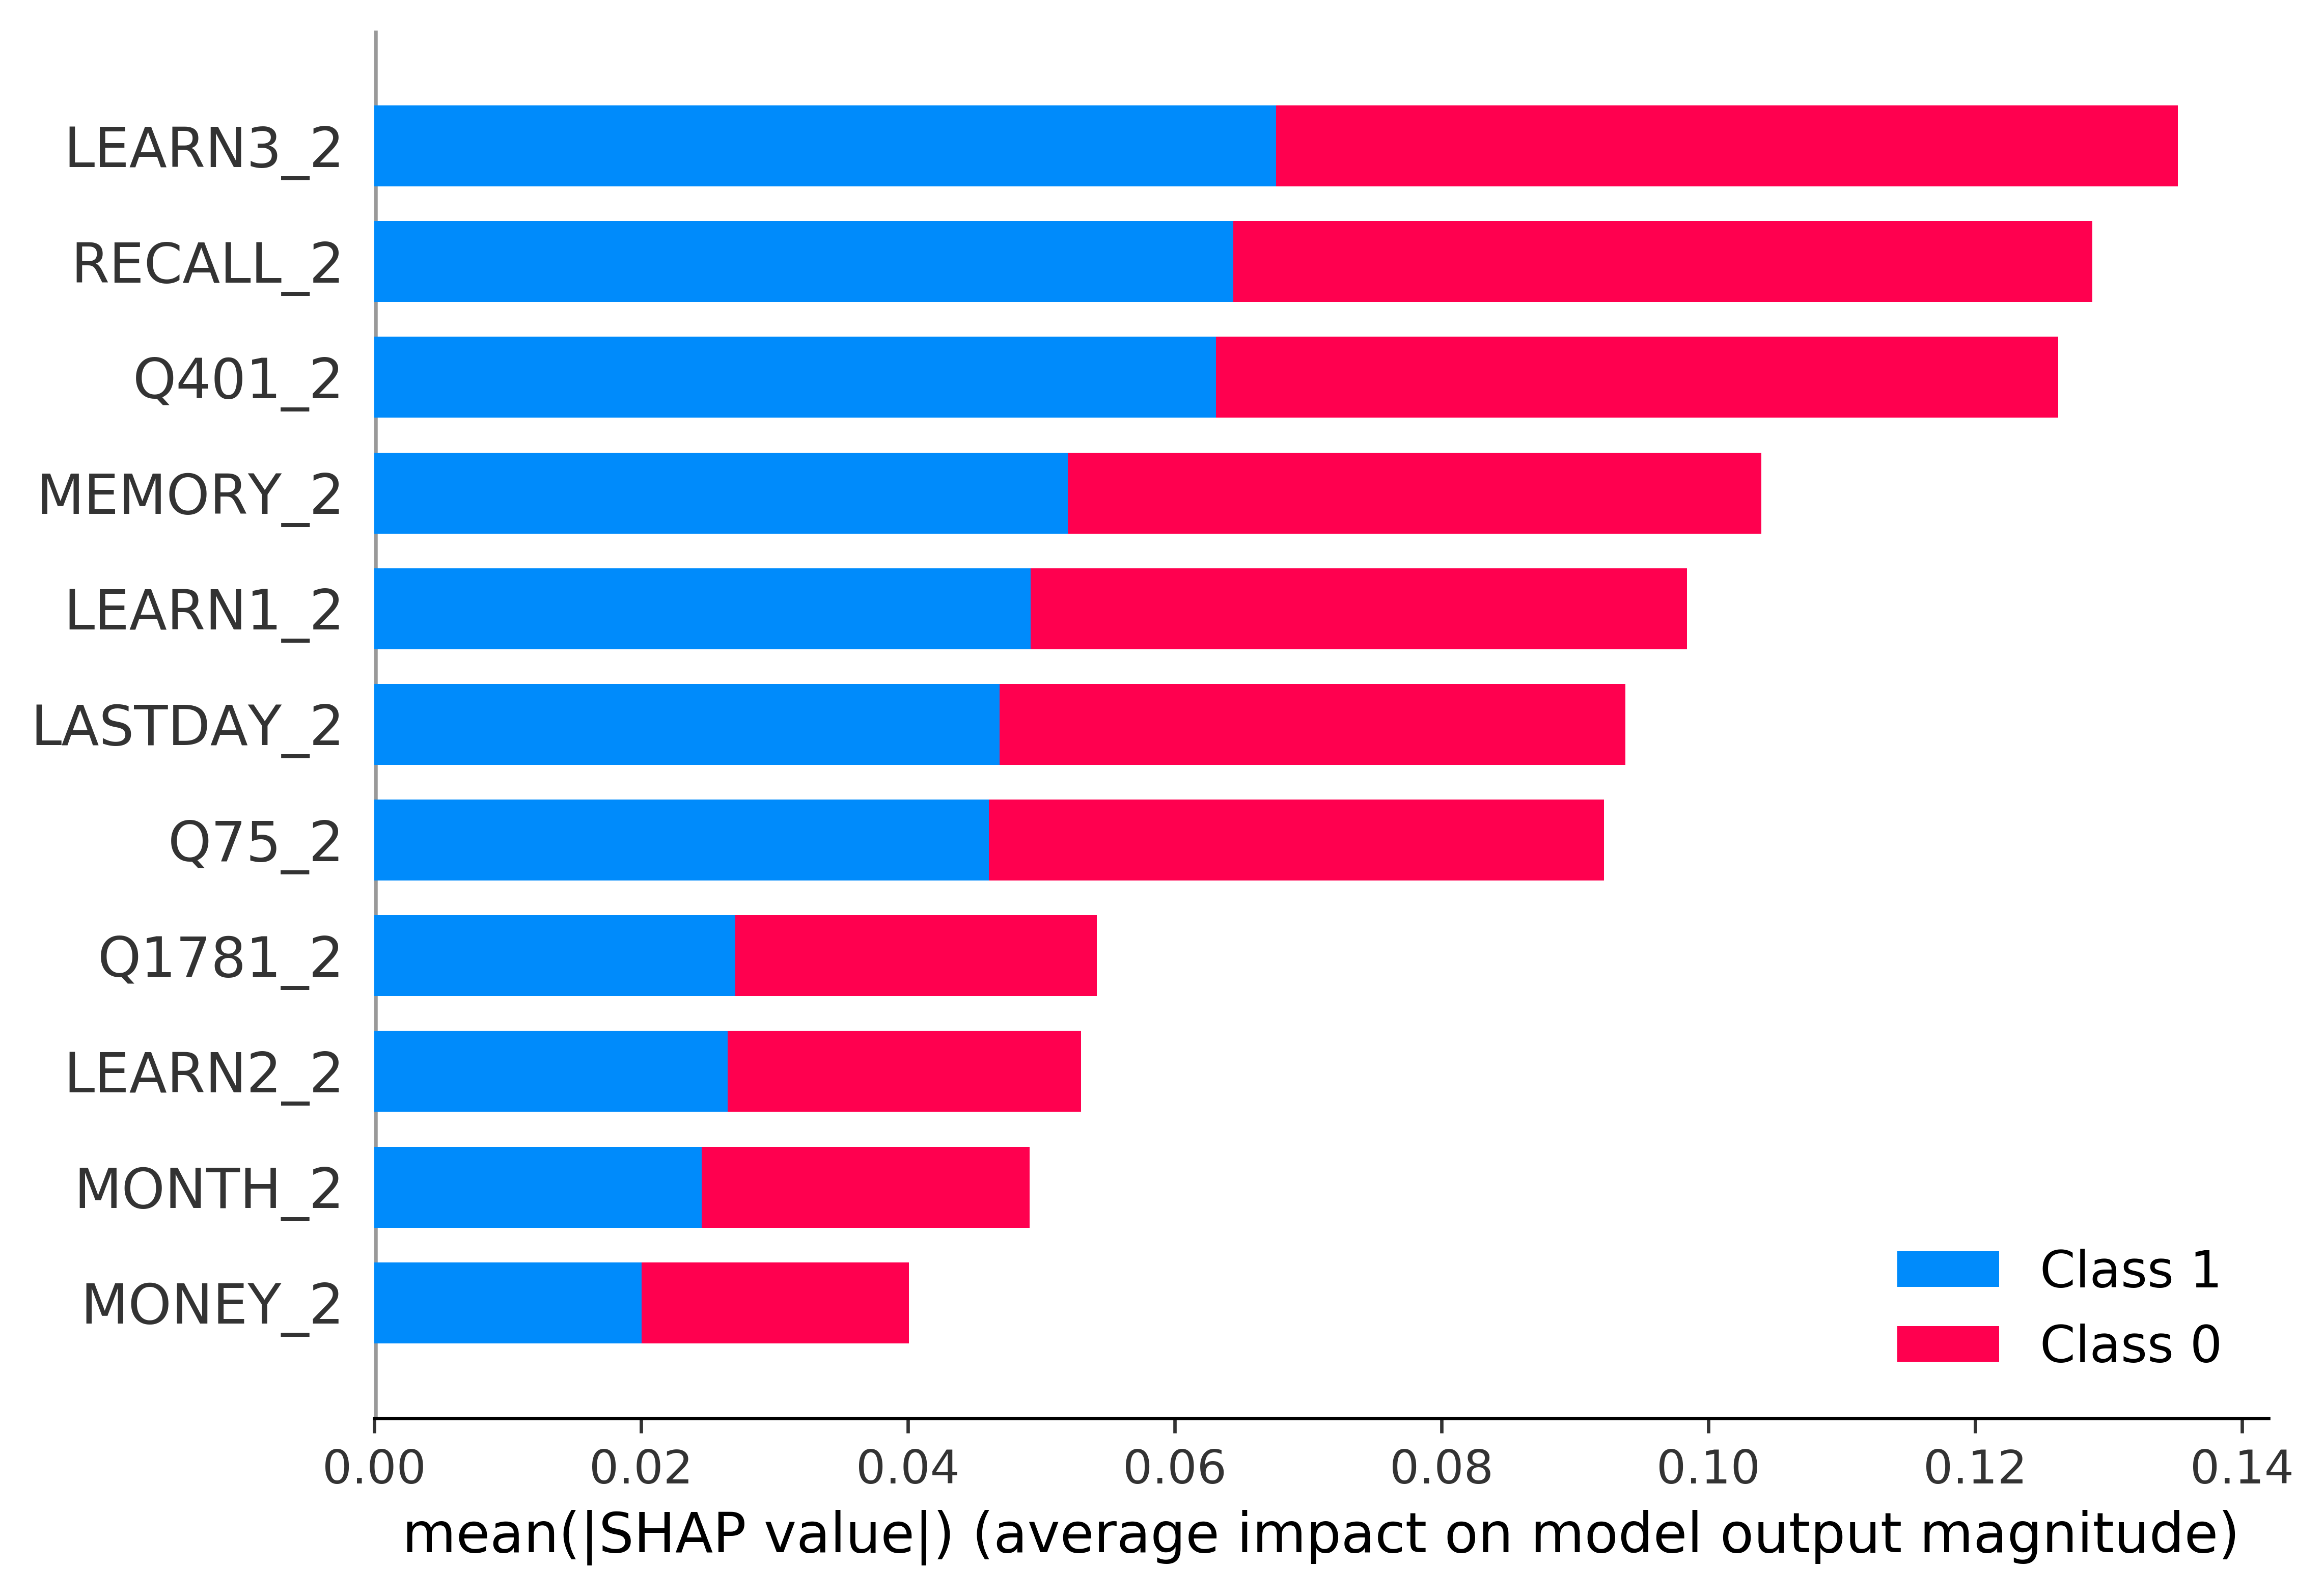 LEARN3_2
RECALL_2
Q401_2
MEMORY_2
LEARN1_2
LASTDAY_2
Q75_2
Q1781_2
LEARN2_2
MONTH_2
MONEY_2
Class 1
Class 0
0.00 0.02 0.04 0.06 0.08 0.10 0.12 0.14
mean(|SHAP value|) (average impact on model output magnitude)